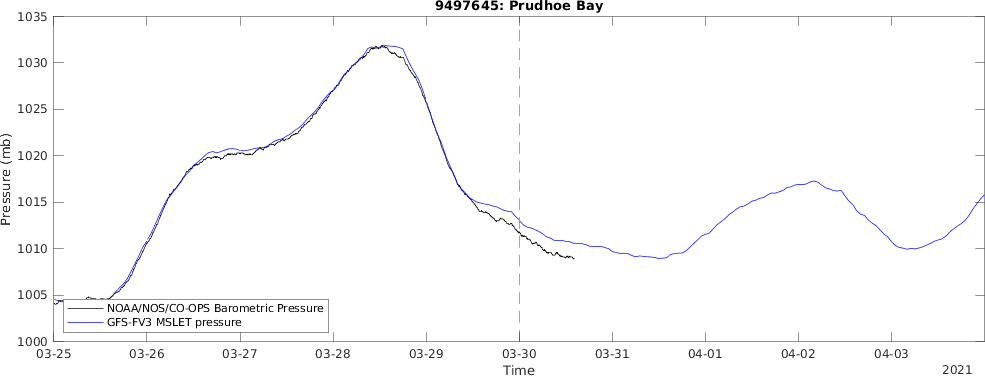 9497645: Prudhoe Bay
Pressure (mb)
1035
1030
1025
1020
1015
1010
1005
1000
NOAA/NOS/CO-OPS Barometric Pressure
GFS-FV3 MSLET pressure
03-25 03-26 03-27 03-28 03-29 03-30 03-31 04-01 04-02 04-03
Time
2021